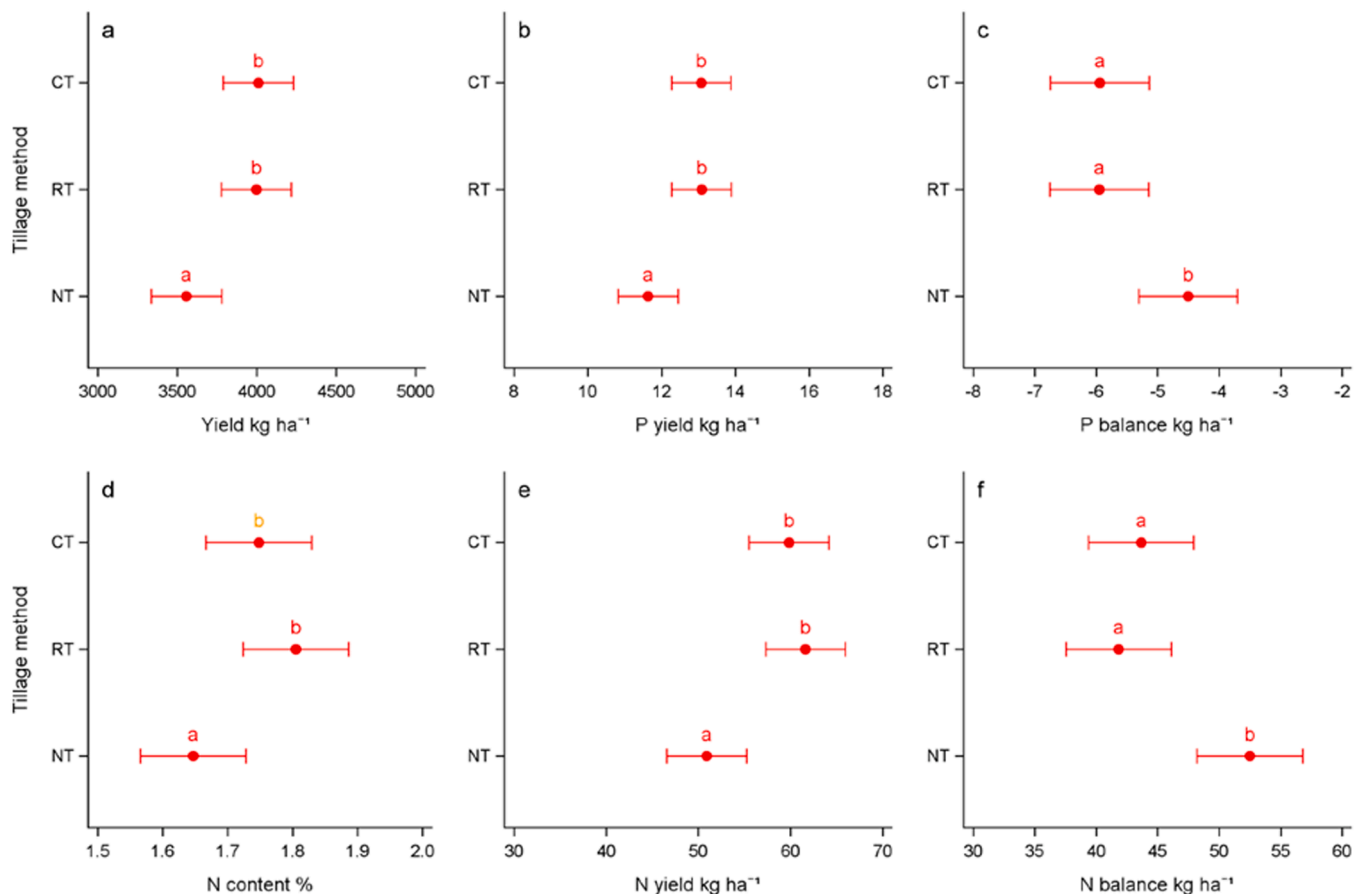 a b c
b b a
CT CT CT
b b a
RT RT RT
a a b
NT NT NT
Tillage method
3000 3500 4000 4500 5000 8 10 12 14 16 18 -8 -7 -6 -5 -4 -3 -2
Yield kg ha⁻¹ P yield kg ha⁻¹ P balance kg ha⁻¹
d e f
b b a
CT CT CT
b b a
RT RT RT
a a b
NT NT NT
Tillage method
1.5 1.6 1.7 1.8 1.9 2.0 30 40 50 60 70 30 35 40 45 50 55 60
N content % N yield kg ha⁻¹ N balance kg ha⁻¹